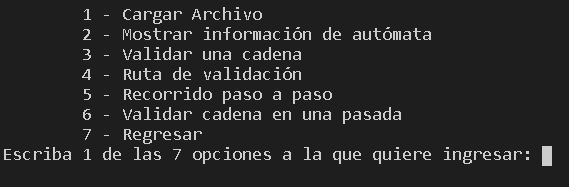 1 - Cargar Archivo
2 - Mostrar información de autómata
3 - Validar una cadena
4 - Ruta de validación
5 - Recorrido paso a paso
6 - Validar cadena en una pasada
7 - Regresar
Escriba 1 de las 7 opciones a la que quiere ingresar: